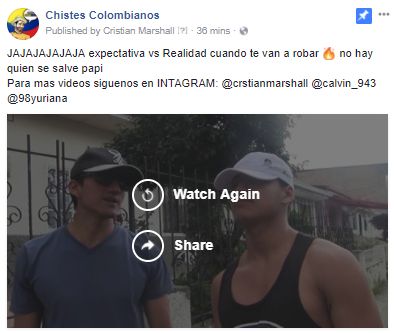 Chistes Colombianos
Published by Cristian Marshall [?] · 36 mins ·
JAJAJAJAJAJA expectativa vs Realidad cuando te van a robar 🔥 no hay
quien se salve papi
Para mas videos siguenos en INTAGRAM: @crstianmarshall @calvin_943
@98yuriana
Watch Again
Share